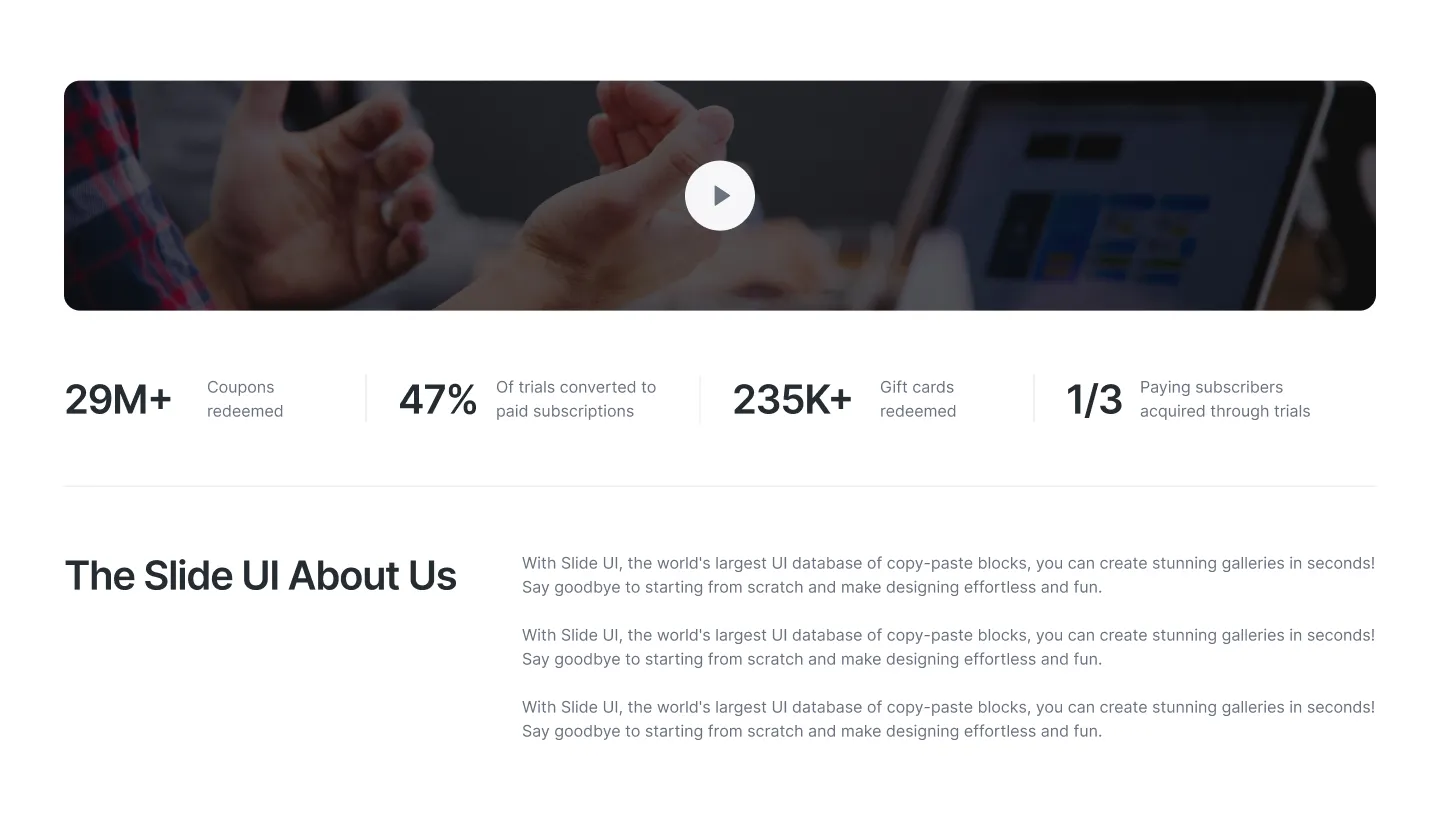 29M+
Coupons
redeemed
47%
Of trials converted to
paid subscriptions
235K+
Gift cards
redeemed
1/3
Paying subscribers
acquired through trials
The Slide UI About Us
With Slide UI, the world's largest UI database of copy-paste blocks, you can create stunning galleries in seconds!
Say goodbye to starting from scratch and make designing effortless and fun.
With Slide UI, the world's largest UI database of copy-paste blocks, you can create stunning galleries in seconds!
Say goodbye to starting from scratch and make designing effortless and fun.
With Slide UI, the world's largest UI database of copy-paste blocks, you can create stunning galleries in seconds!
Say goodbye to starting from scratch and make designing effortless and fun.